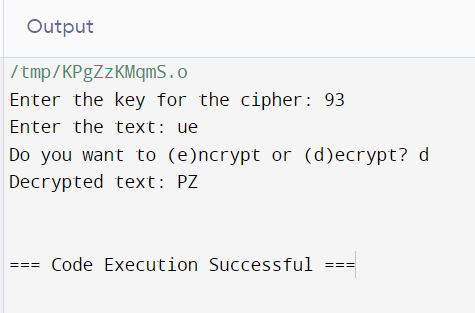 Output
/tmp/KPgZzKMqmS.o
Enter the key for the cipher: 93
Enter the text: ue
Do you want to (e)ncrypt or (d)ecrypt? d
Decrypted text: PZ
=== Code Execution Successful ===